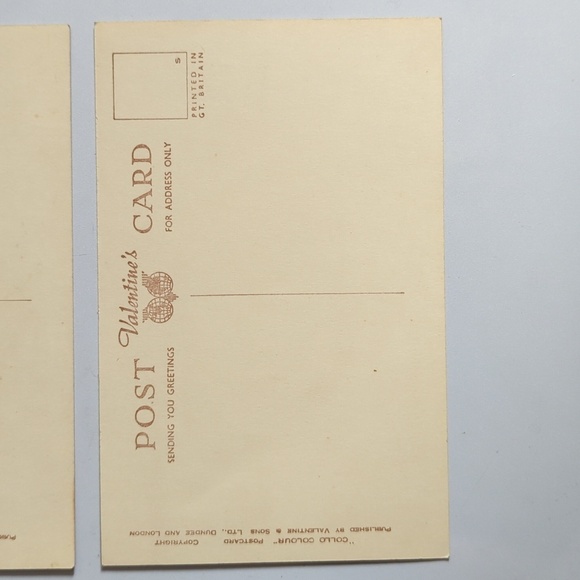 POST Valentine's CARD
SENDING YOU GREETINGS
FOR ADDRESS ONLY
S
PRINTED IN
GT. BRITAIN
"COLLO COLOUR" POSTCARD COPYRIGHT
PUBLISHED BY VALENTINE & SONS LTD., DUNDEE AND LONDON
PUB